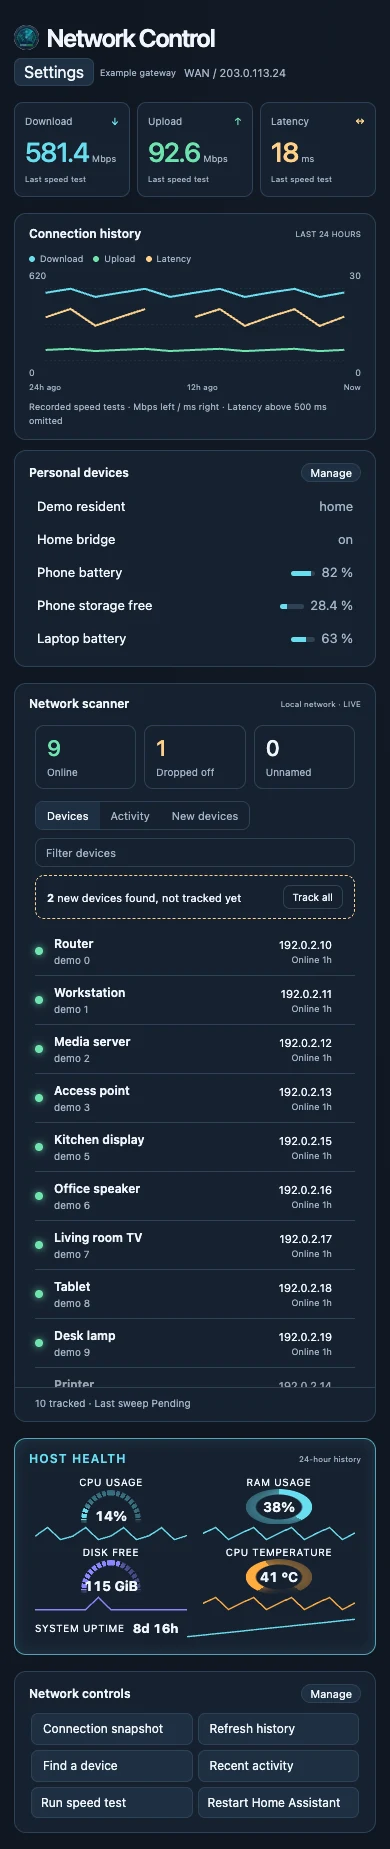 Network Control
Settings Example gateway WAN / 203.0.113.24
Download ↓
581.4 Mbps
Last speed test
Upload ↑
92.6 Mbps
Last speed test
Latency ↔
18 ms
Last speed test
Connection history LAST 24 HOURS
Download Upload Latency
620 30
0 0
24h ago 12h ago Now
Recorded speed tests · Mbps left / ms right · Latency above 500 ms
omitted
Personal devices Manage
Demo resident home
Home bridge on
Phone battery 82 %
Phone storage free 28.4 %
Laptop battery 63 %
Network scanner Local network · LIVE
9
Online
1
Dropped off
0
Unnamed
Devices Activity New devices
Filter devices
2 new devices found, not tracked yet Track all
Router 192.0.2.10
demo 0 Online 1h
Workstation 192.0.2.11
demo 1 Online 1h
Media server 192.0.2.12
demo 2 Online 1h
Access point 192.0.2.13
demo 3 Online 1h
Kitchen display 192.0.2.15
demo 5 Online 1h
Office speaker 192.0.2.16
demo 6 Online 1h
Living room TV 192.0.2.17
demo 7 Online 1h
Tablet 192.0.2.18
demo 8 Online 1h
Desk lamp 192.0.2.19
demo 9 Online 1h
Printer 192.0.2.14
10 tracked · Last sweep Pending
HOST HEALTH 24-hour history
CPU USAGE
14%
RAM USAGE
38%
DISK FREE
115 GiB
CPU TEMPERATURE
41 °C
SYSTEM UPTIME 8d 16h
Network controls Manage
Connection snapshot Refresh history
Find a device Recent activity
Run speed test Restart Home Assistant